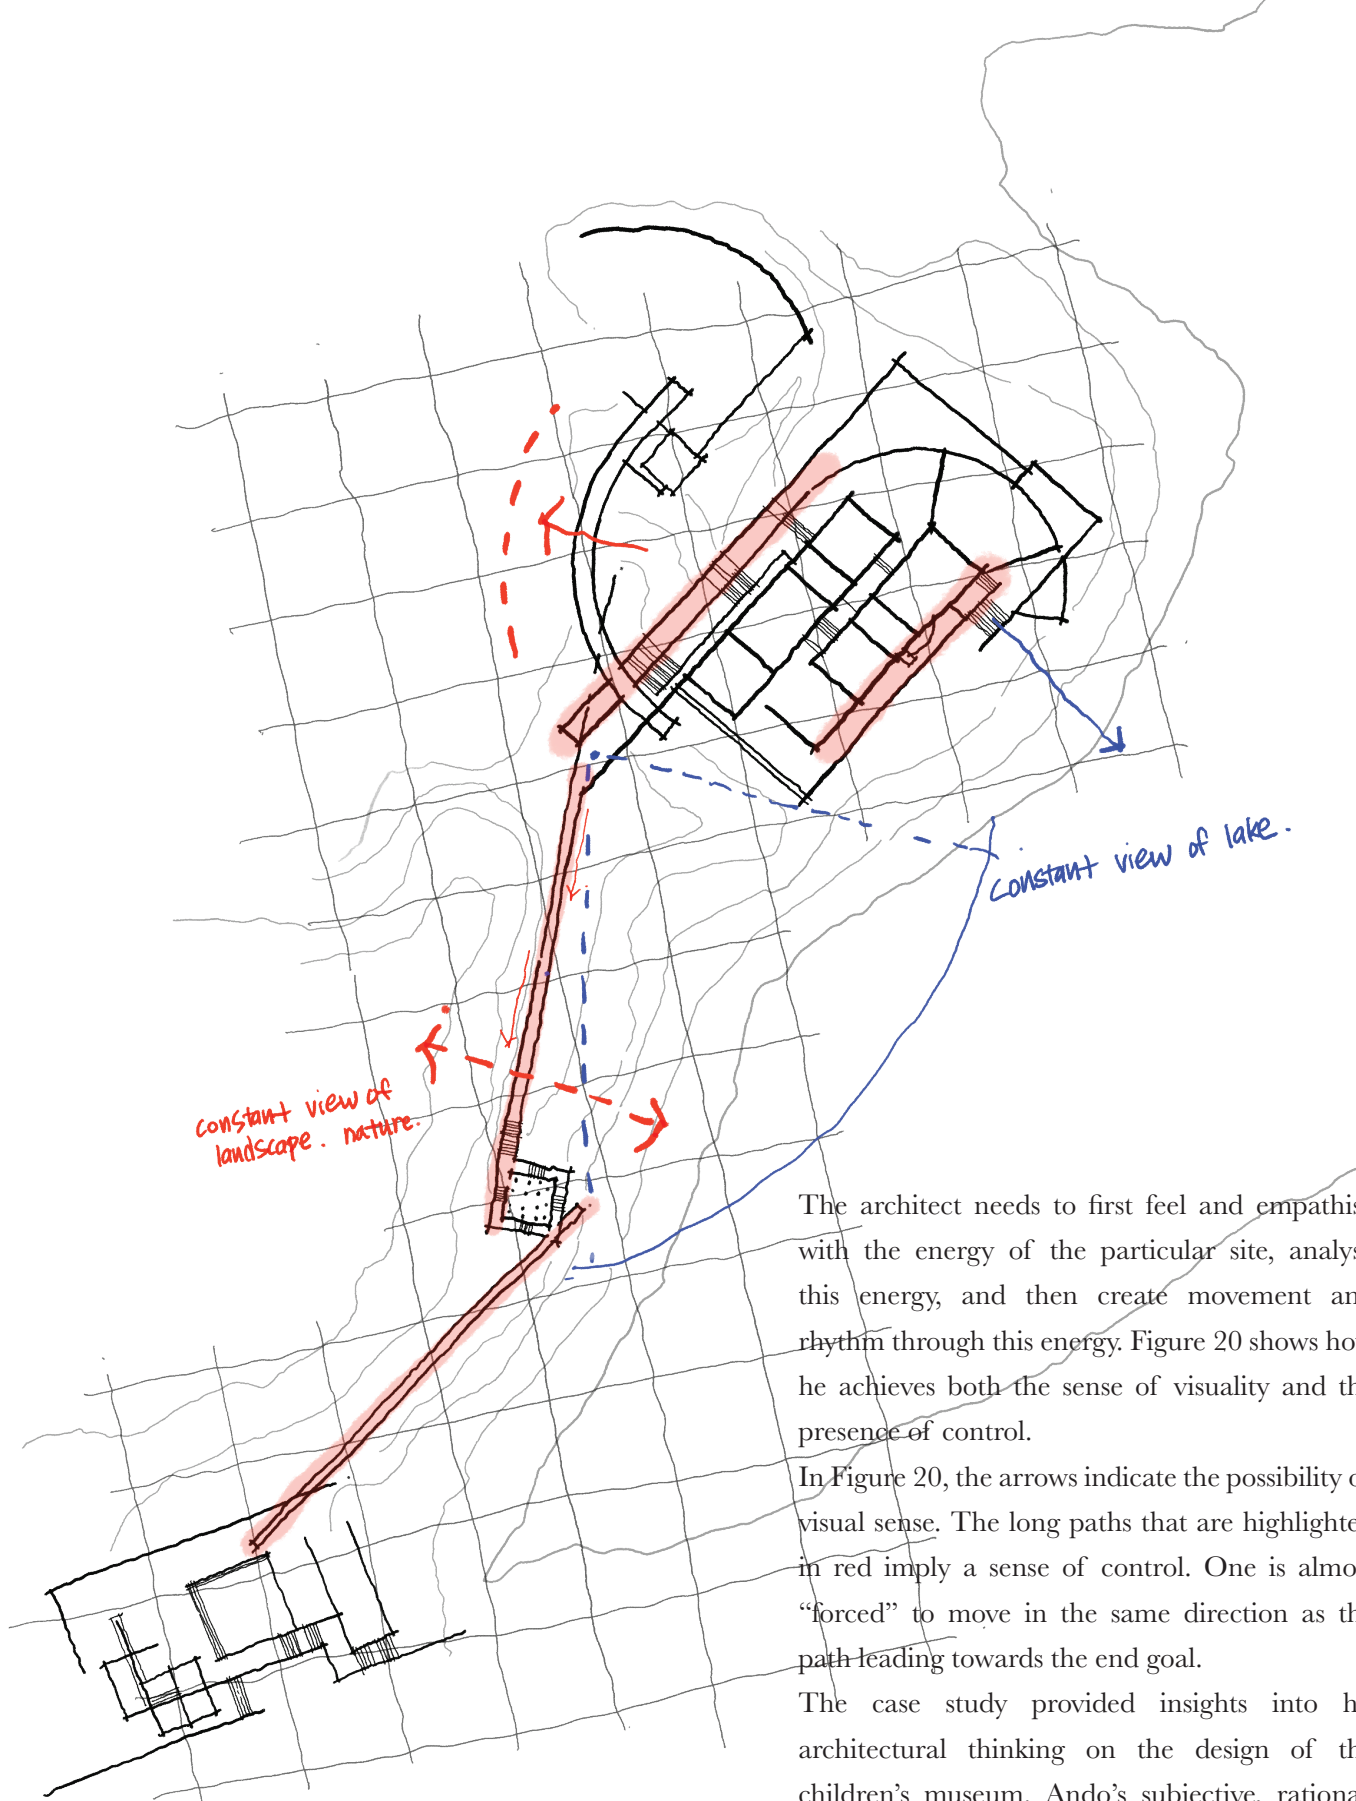 constant view of lake.
constant view of
landscape. nature.
The architect needs to first feel and empathis
with the energy of the particular site, analys
this energy, and then create movement an
rhythm through this energy. Figure 20 shows ho
he achieves both the sense of visuality and th
presence of control.
In Figure 20, the arrows indicate the possibility o
visual sense. The long paths that are highlighte
in red imply a sense of control. One is almo
“forced” to move in the same direction as th
path leading towards the end goal.
The case study provided insights into h
architectural thinking on the design of th
children’s museum. Ando’s subjective, rationa